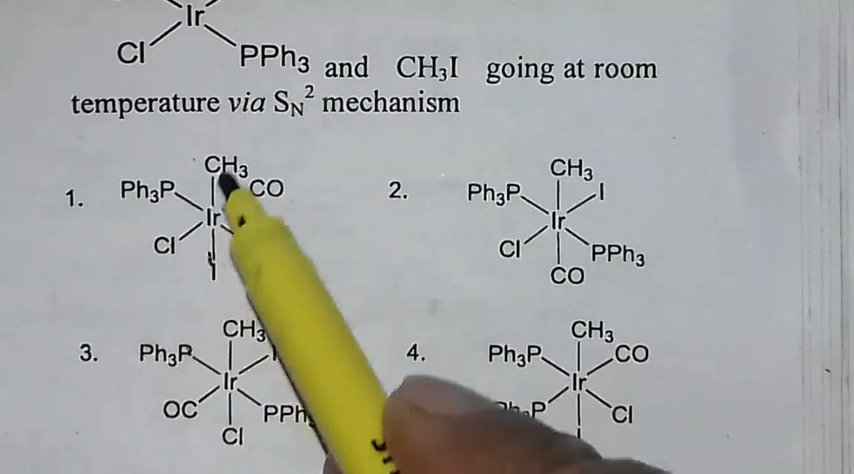 Ir
Cl PPh3 and CH3I going at room
temperature via SN2 mechanism
CH3 CH3
1. Ph3P CO 2. Ph3P I
Ir Ir
Cl Cl PPh3
I CO
CH3 CH3
3. Ph3P 4. Ph3P CO
Ir Ir
OC PPh Cl
Cl